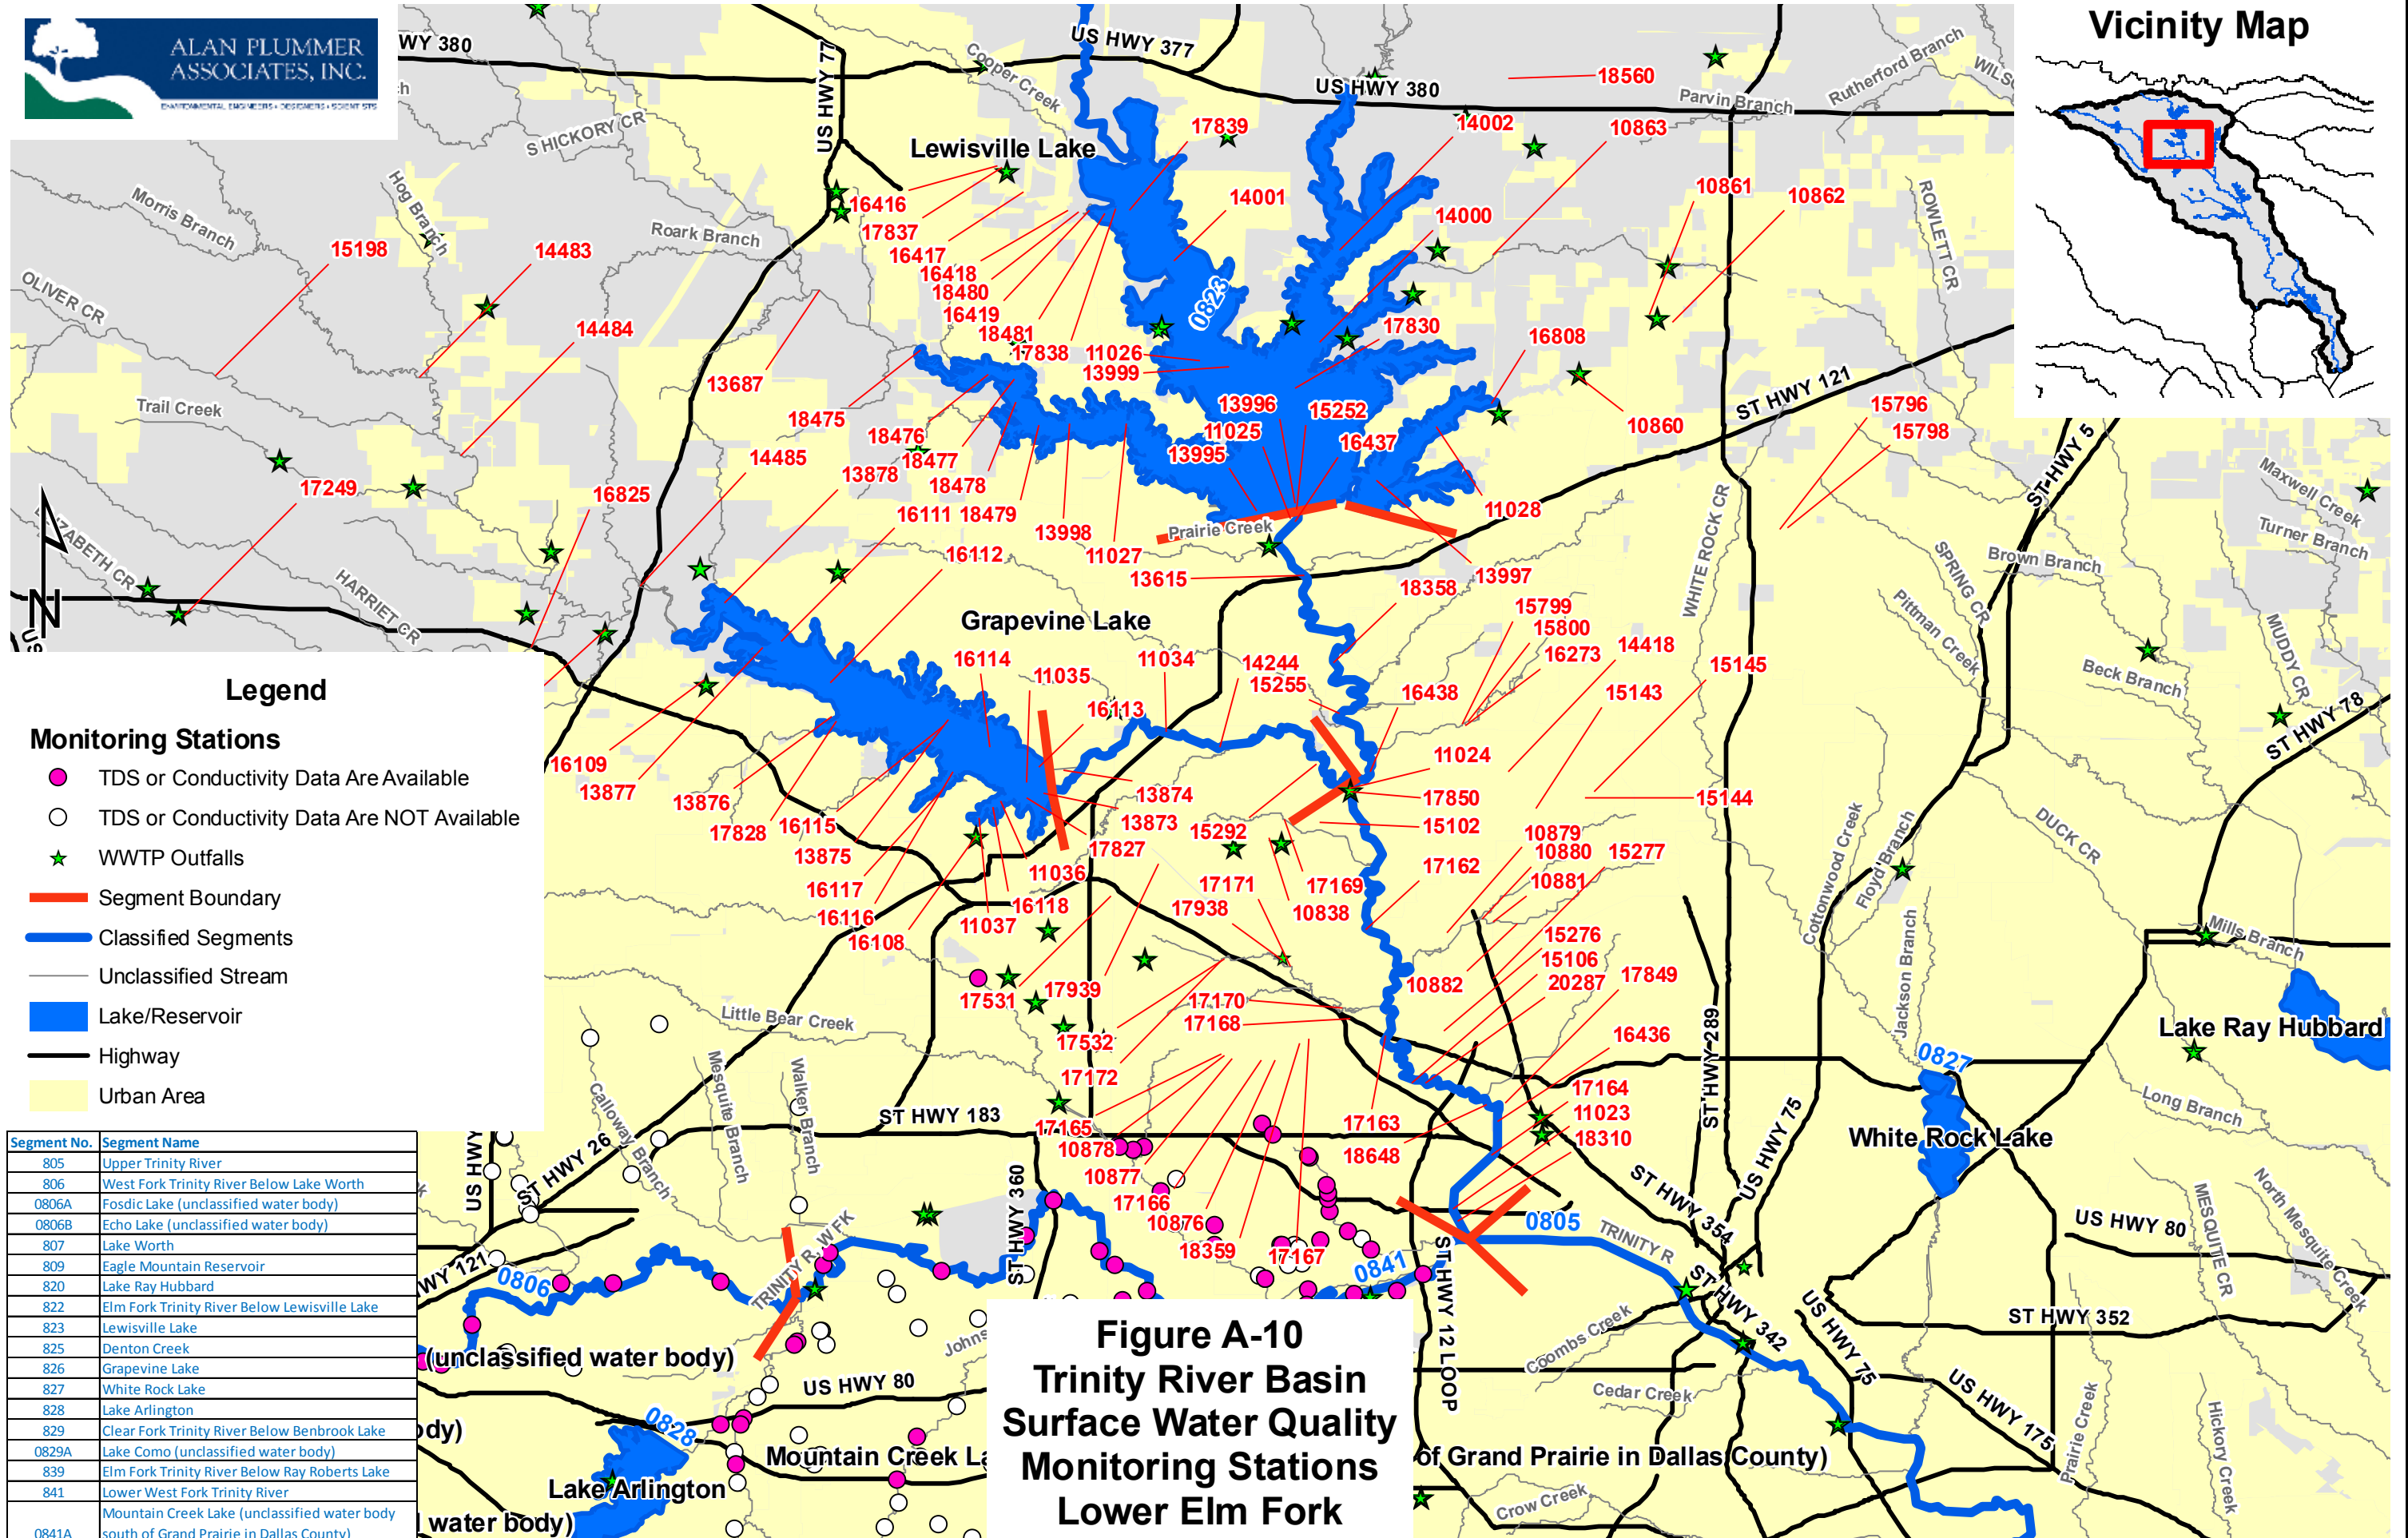 ALAN PLUMMER
ASSOCIATES, INC.
ENVIRONMENTAL ENGINEERS • DESIGNERS • SCIENTISTS
Vicinity Map
WY 380
US HWY 77
US HWY 377
US HWY 380
Cooper Creek
S HICKORY CR
Parvin Branch
Rutherford Branch
Lewisville Lake
18560
17839
14002
10863
Morris Branch
Hog Branch
Roark Branch
16416
17837
14001
14000
10861
10862
ROWLETT CR
15198
14483
16417
16418
18480
16419
18481
17838
0823
OLIVER CR
14484
11026
13999
17830
16808
Trail Creek
13687
18475
18476
18477
18478
18479
13996
11025
13995
15252
16437
10860
ST HWY 121
15796
15798
14485
13878
16111
16112
17249
16825
13998
11027
Prairie Creek
11028
13615
13997
18358
WHITE ROCK CR
ST HWY 5
SPRING CR
Maxwell Creek
Turner Branch
Brown Branch
Pittman Creek
MUDDY CR
Beck Branch
ST HWY 78
HARRIET CR
N
Grapevine Lake
16114
11035
11034
14244
15255
16113
15799
15800
16273
14418
15145
15143
16438
11024
17850
15102
15144
16109
13877
13876
17828
16115
13875
16117
16116
16108
13874
13873
17827
11036
16118
11037
15292
17171
17938
17169
10838
17162
10879
10880
10881
15277
15276
15106
20287
17849
10882
16436
Cottonwood Creek
Floyd Branch
Jackson Branch
DUCK CR
Mills Branch
Legend
Monitoring Stations
TDS or Conductivity Data Are Available
TDS or Conductivity Data Are NOT Available
WWTP Outfalls
Segment Boundary
Classified Segments
Unclassified Stream
Lake/Reservoir
Highway
Urban Area
17531
17939
17532
17172
17170
17168
Little Bear Creek
Mesquite Branch
Walker Branch
Calloway Branch
ST HWY 183
17165
10878
10877
17166
10876
18359
17167
17163
18648
17164
11023
18310
ST HWY 289
US HWY 75
0827
Lake Ray Hubbard
White Rock Lake
Long Branch
North Mesquite Creek
MESQUITE CR
US HWY 80
ST HWY 352
US HWY
ST HWY 26
ST HWY 360
WY 121
0806
TRINITY R, W FK
0841
0805
TRINITY R
ST HWY 354
ST HWY 342
US HWY 75
US HWY 175
ST HWY 12 LOOP
Coombs Creek
Cedar Creek
Crow Creek
Prairie Creek
Hickory Creek
Johns
(unclassified water body)
US HWY 80
0828
Lake Arlington
Mountain Creek La
of Grand Prairie in Dallas County)
ody)
water body)
Segment No. Segment Name
805 Upper Trinity River
806 West Fork Trinity River Below Lake Worth
0806A Fosdic Lake (unclassified water body)
0806B Echo Lake (unclassified water body)
807 Lake Worth
809 Eagle Mountain Reservoir
820 Lake Ray Hubbard
822 Elm Fork Trinity River Below Lewisville Lake
823 Lewisville Lake
825 Denton Creek
826 Grapevine Lake
827 White Rock Lake
828 Lake Arlington
829 Clear Fork Trinity River Below Benbrook Lake
0829A Lake Como (unclassified water body)
839 Elm Fork Trinity River Below Ray Roberts Lake
841 Lower West Fork Trinity River
0841A Mountain Creek Lake (unclassified water body
south of Grand Prairie in Dallas County)
Figure A-10
Trinity River Basin
Surface Water Quality
Monitoring Stations
Lower Elm Fork